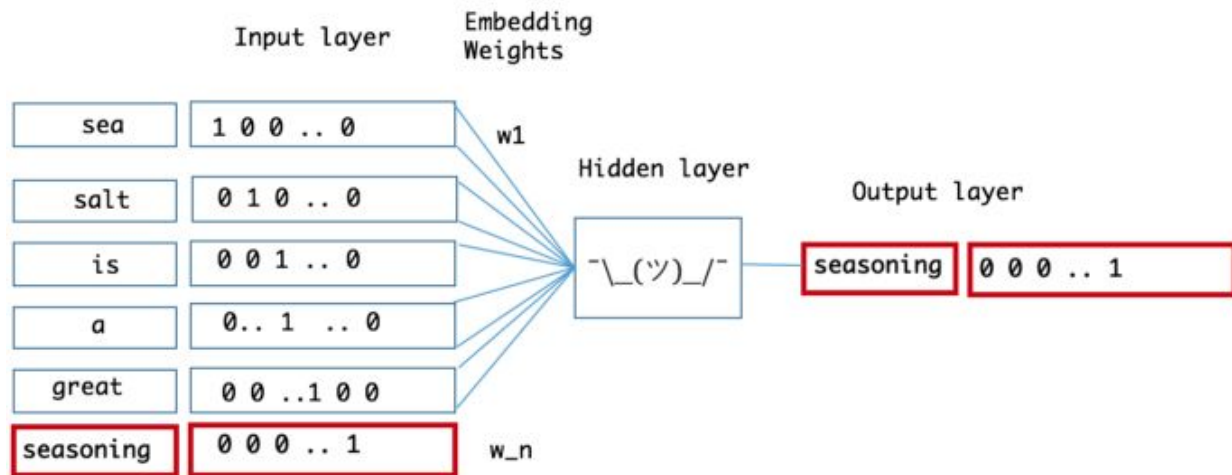 Input layer
Embedding
Weights
sea 1 0 0 .. 0
w1
salt 0 1 0 .. 0
is 0 0 1 .. 0
a 0.. 1 .. 0
great 0 0 ..1 0 0
seasoning 0 0 0 .. 1
w_n
Hidden layer
¯\_(ツ)_/¯
Output layer
seasoning 0 0 0 .. 1